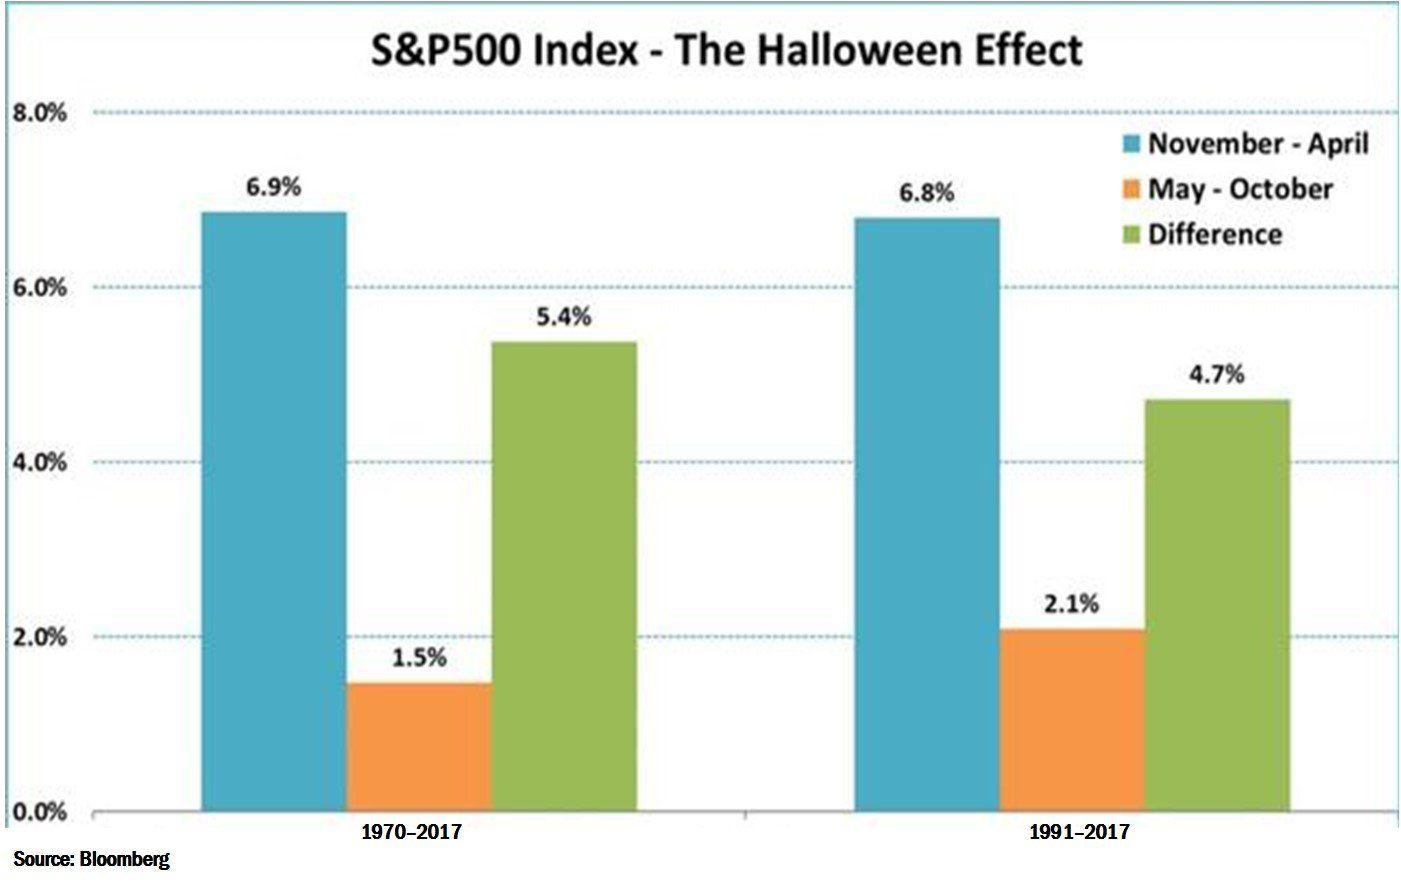 S&P500 Index - The Halloween Effect
8.0%
November - April
May - October
Difference
6.9%
6.8%
6.0%
5.4%
4.7%
4.0%
2.1%
2.0%
1.5%
0.0%
1970–2017
1991–2017
Source: Bloomberg